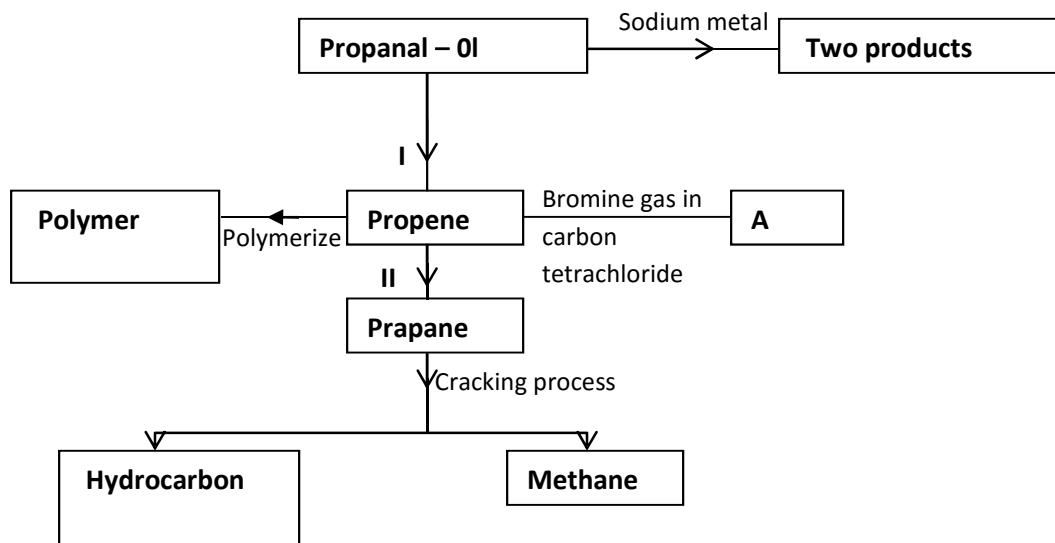 Sodium metal
Propanal – 0l
Two products
I
Polymer
Polymerize
Propene
Bromine gas in
carbon
tetrachloride
A
II
Prapane
Cracking process
Hydrocarbon
Methane